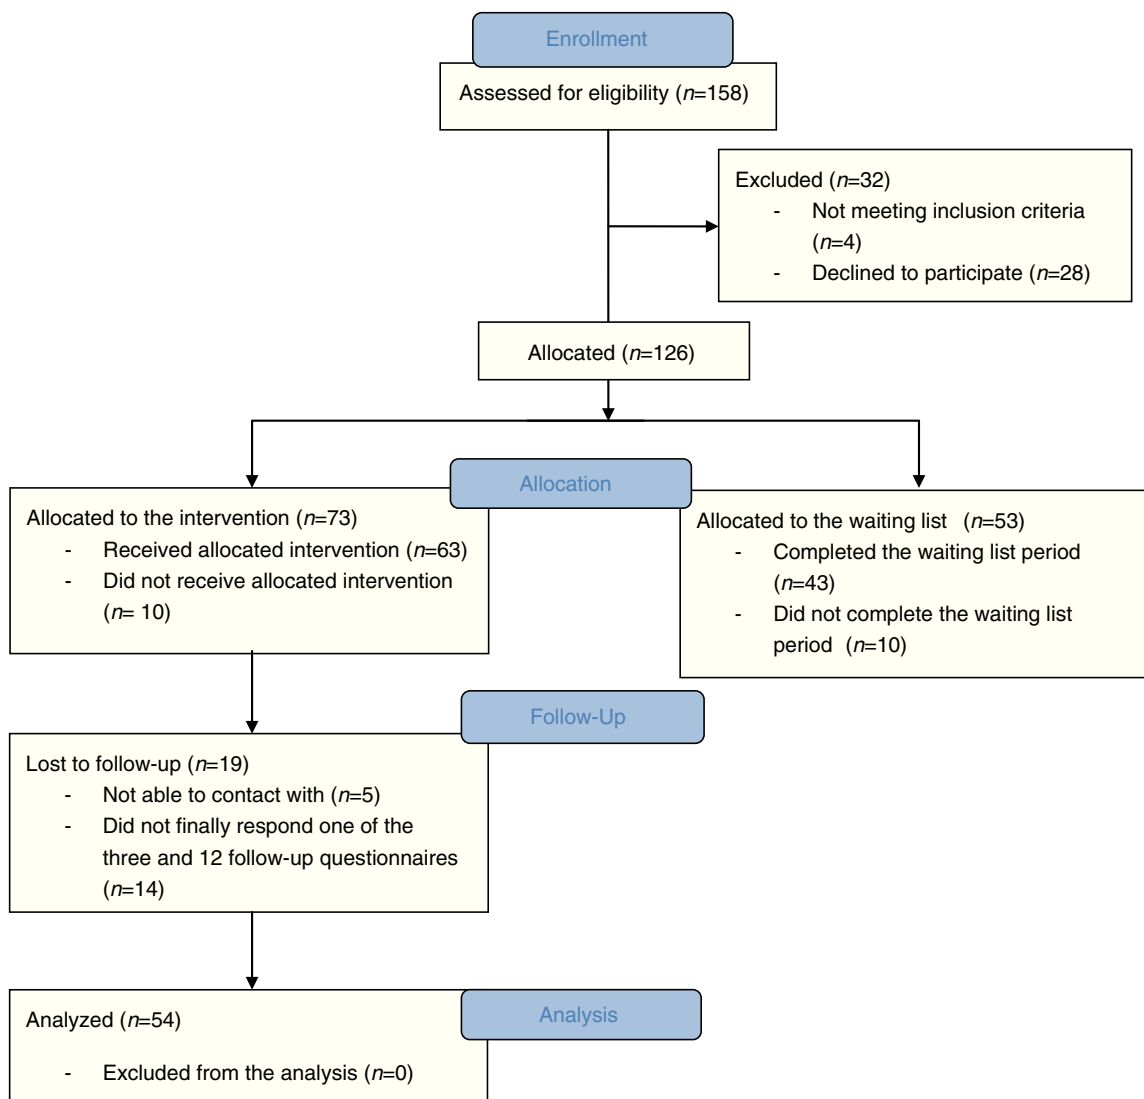 Enrollment
Assessed for eligibility (n=158)
Excluded (n=32)
- Not meeting inclusion criteria
(n=4)
- Declined to participate (n=28)
Allocated (n=126)
Allocation
Allocated to the intervention (n=73)
- Received allocated intervention (n=63)
- Did not receive allocated intervention
(n= 10)
Allocated to the waiting list (n=53)
- Completed the waiting list period
(n=43)
- Did not complete the waiting list
period (n=10)
Follow-Up
Lost to follow-up (n=19)
- Not able to contact with (n=5)
- Did not finally respond one of the
three and 12 follow-up questionnaires
(n=14)
Analysis
Analyzed (n=54)
- Excluded from the analysis (n=0)